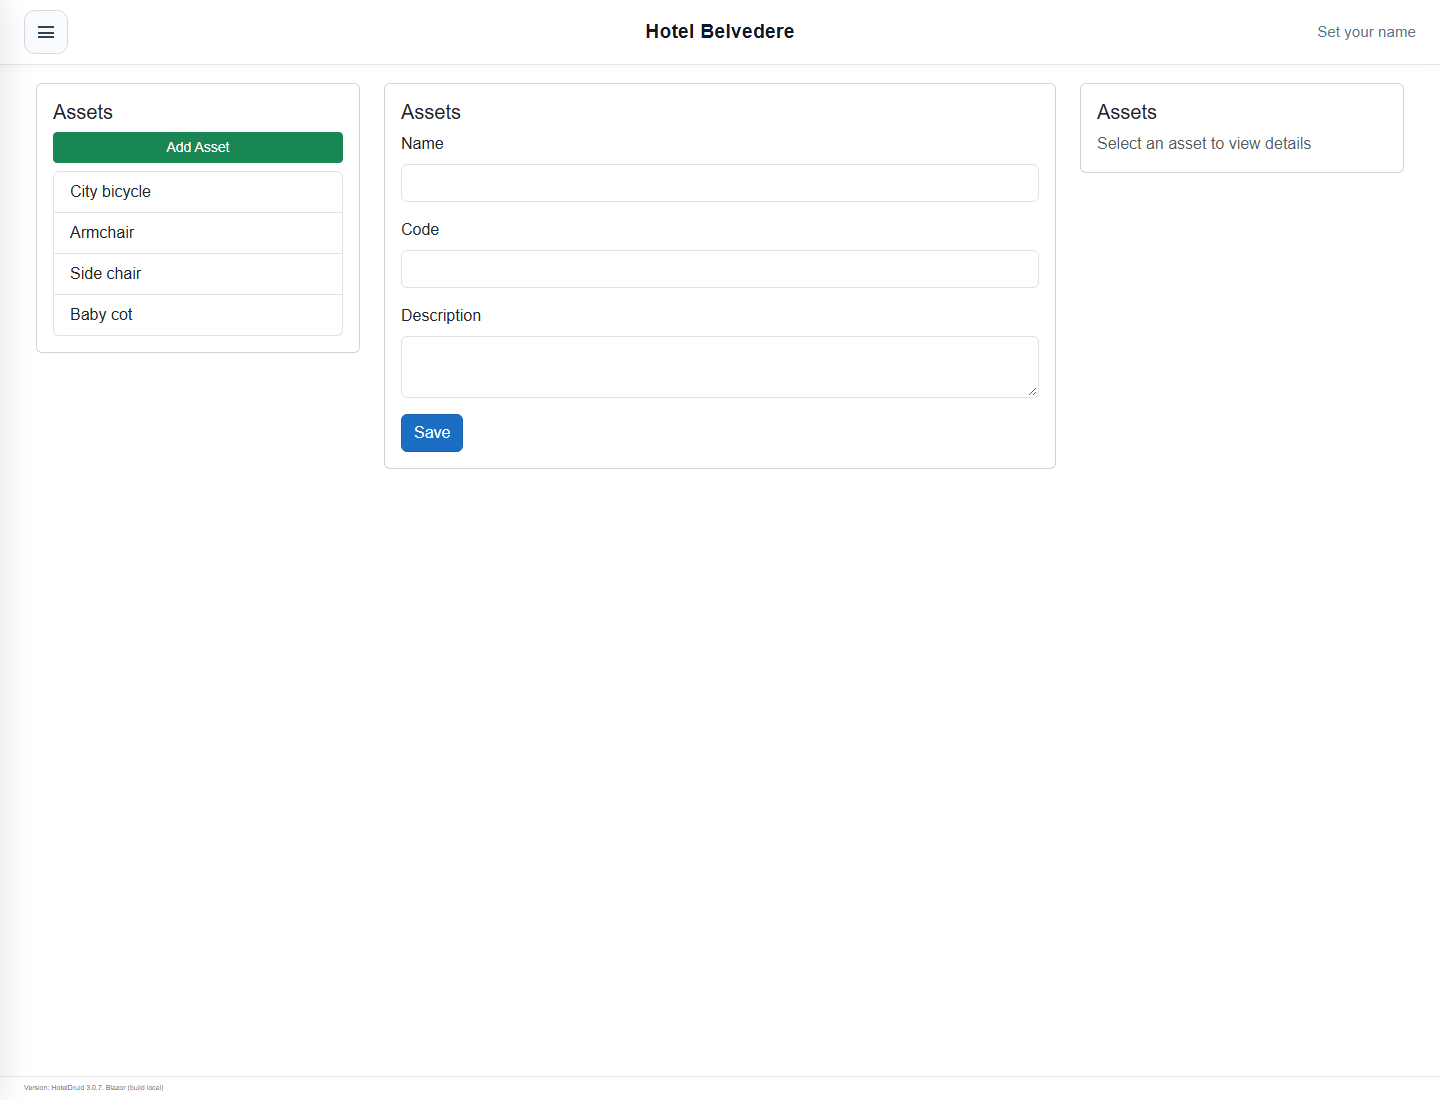 Hotel Belvedere
Set your name
Assets
Add Asset
City bicycle
Armchair
Side chair
Baby cot
Assets
Name
Code
Description
Save
Assets
Select an asset to view details
Version: HotelDruid 3.0.7. Blazor (build local)